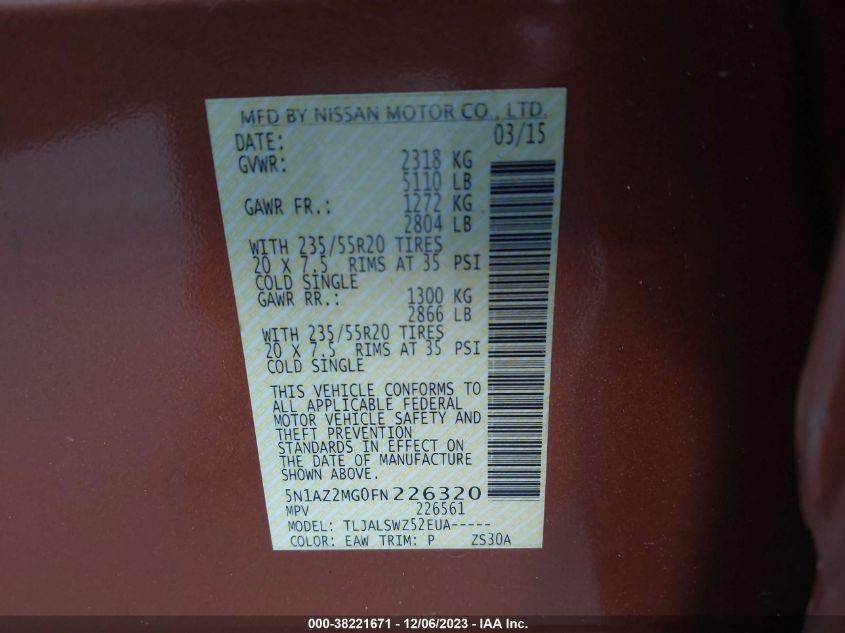 MFD BY NISSAN MOTOR CO., LTD.
DATE: 03/15
GVWR: 2318 KG
5110 LB
GAWR FR.: 1272 KG
2804 LB
WITH 235/55R20 TIRES
20 X 7.5 RIMS AT 35 PSI
COLD SINGLE
GAWR RR.: 1300 KG
2866 LB
WITH 235/55R20 TIRES
20 X 7.5 RIMS AT 35 PSI
COLD SINGLE
THIS VEHICLE CONFORMS TO
ALL APPLICABLE FEDERAL
MOTOR VEHICLE SAFETY AND
THEFT PREVENTION
STANDARDS IN EFFECT ON
THE DATE OF MANUFACTURE
SHOWN ABOVE.
5N1AZ2MG0FN226320
MPV 226561
MODEL: TLJALSWZ52EUA-----
COLOR: EAW TRIM: P ZS30A
000-38221671 - 12/06/2023 - IAA Inc.